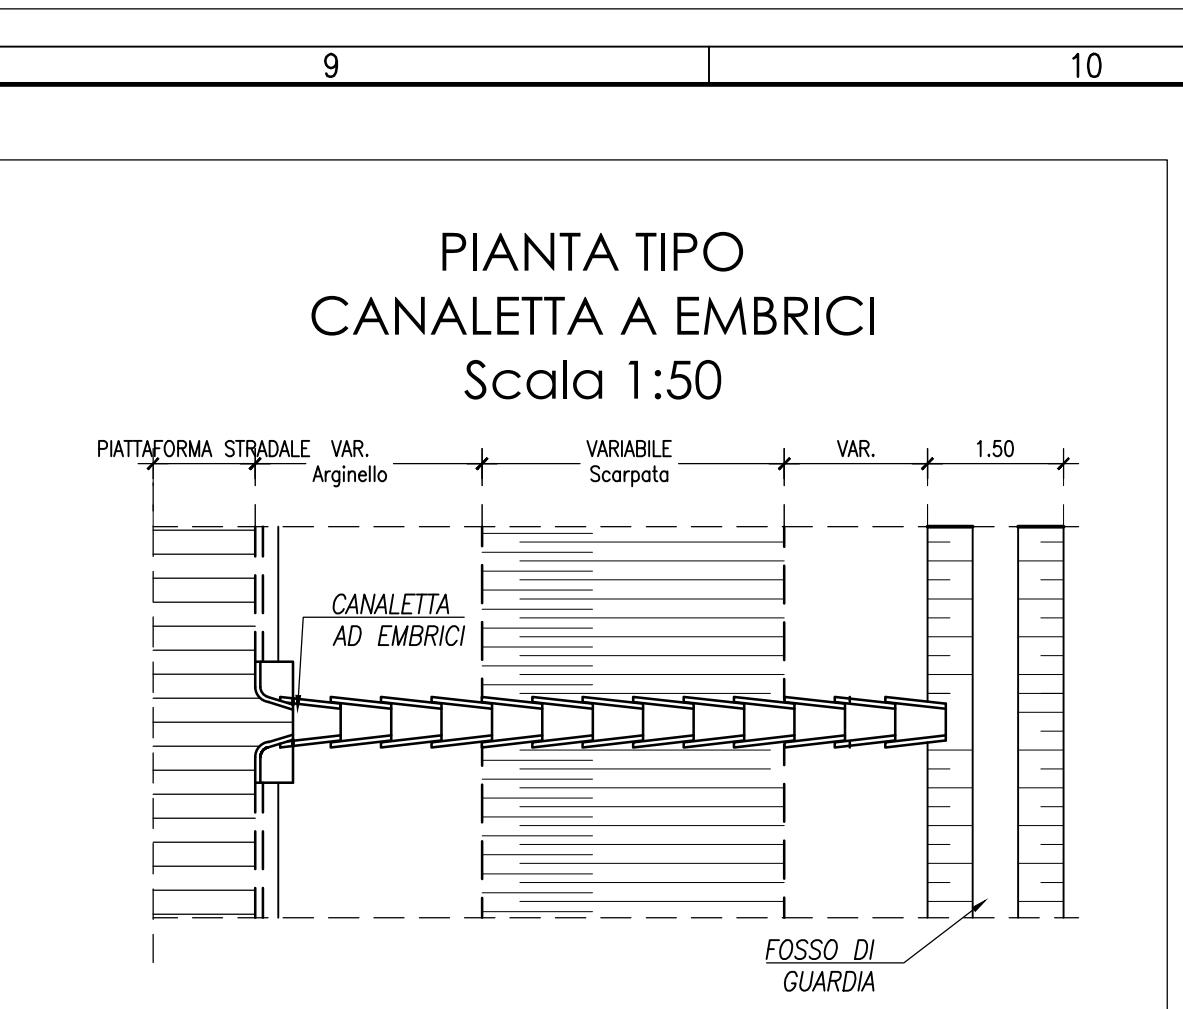 9
10
PIANTA TIPO
CANALETTA A EMBRICI
Scala 1:50
PIATTAFORMA STRADALE VAR. VARIABILE VAR. 1.50
Arginello Scarpata
CANALETTA
AD EMBRICI
FOSSO DI
GUARDIA